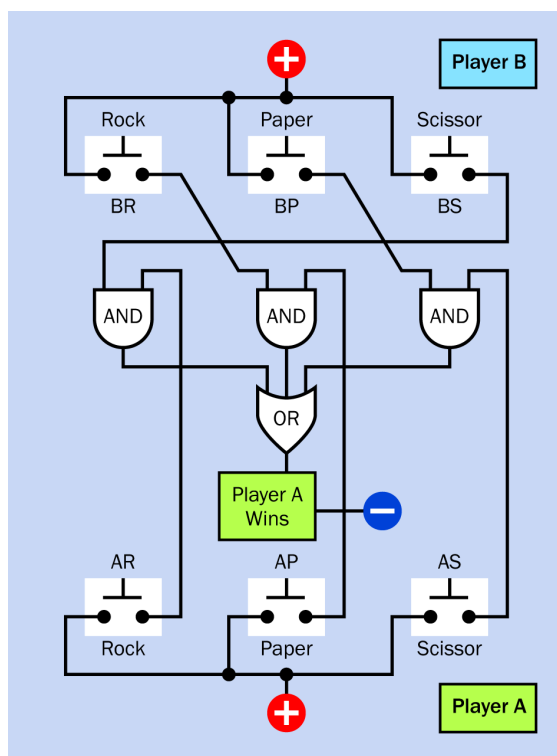 Player B
Rock Paper Scissor
BR BP BS
AND AND AND
OR
Player A
Wins
AR AP AS
Rock Paper Scissor
Player A